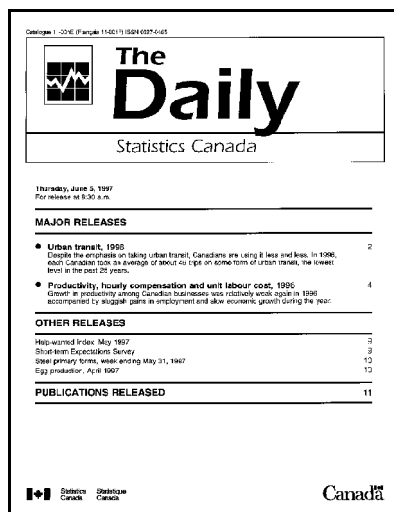 Catalogue 11-001E (Français 11-001F) ISSN 0827-0465
The
Daily
Statistics Canada
Thursday, June 5, 1997
For release at 8:30 a.m.
MAJOR RELEASES
● Urban transit, 1996 2
Despite the emphasis on taking urban transit, Canadians are using it less and less. In 1996,
each Canadian took an average of about 48 trips on some form of urban transit, the lowest
level in the past 25 years.
● Productivity, hourly compensation and unit labour cost, 1996 4
Growth in productivity among Canadian businesses was relatively weak again in 1996
accompanied by sluggish gains in employment and slow economic growth during the year.
OTHER RELEASES
Help-wanted Index May 1997 9
Short-term Expectations Survey 9
Steel primary forms, week ending May 31, 1997 10
Egg production, April 1997 10
PUBLICATIONS RELEASED 11
Statistics Statistique
Canada Canada
Canada